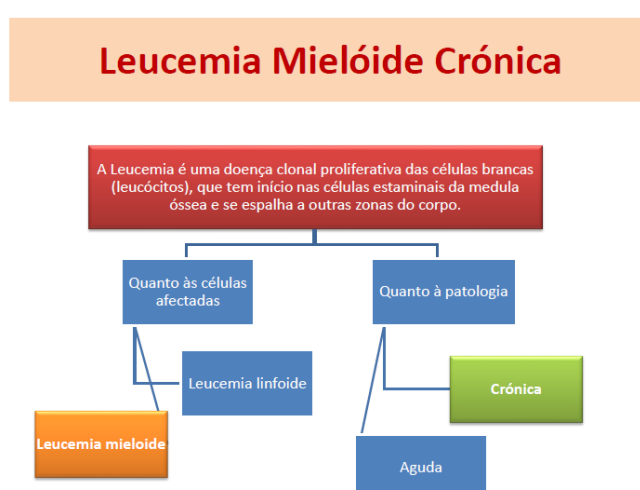 Leucemia Mielóide Crónica
A Leucemia é uma doença clonal proliferativa das células brancas
(leucócitos), que tem início nas células estaminais da medula
óssea e se espalha a outras zonas do corpo.
Quanto às células
afectadas
Quanto à patologia
Leucemia linfoide
Crónica
Leucemia mieloide
Aguda